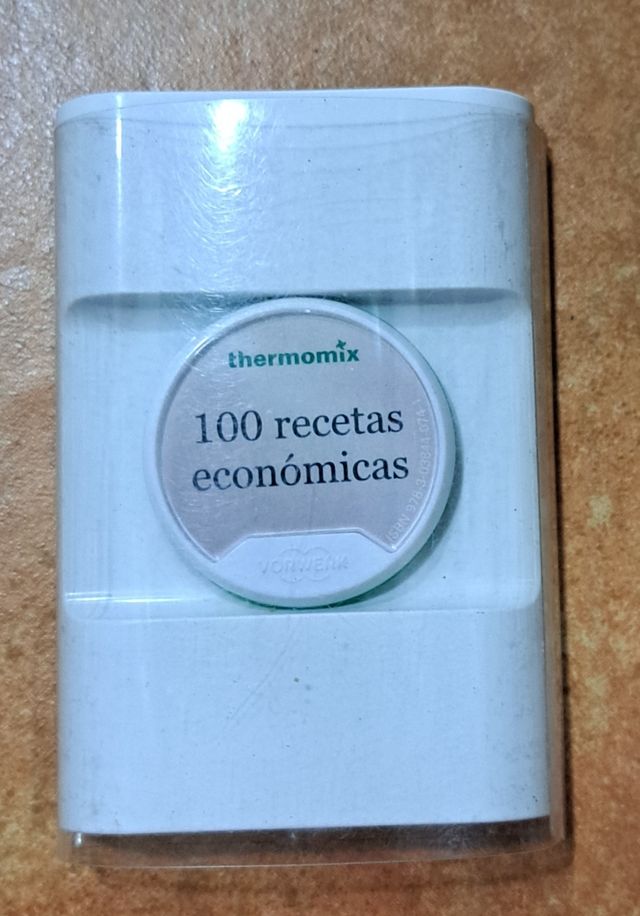 thermomix
100 recetas
económicas
VORWERK